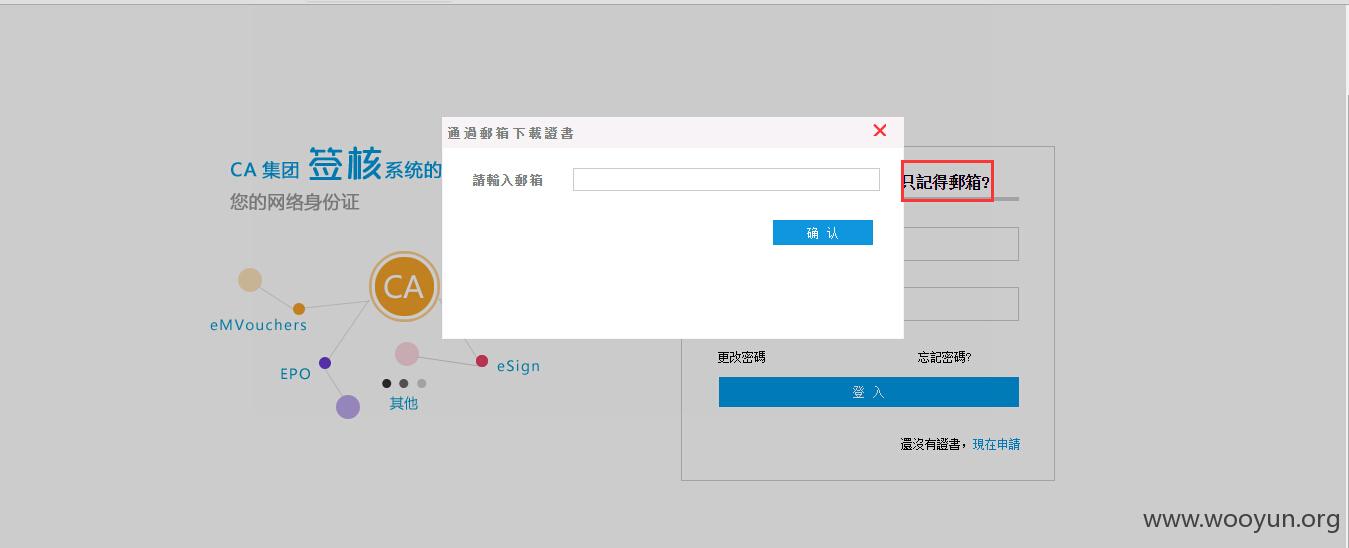 通過郵箱下載證書
請輸入郵箱
确 认
CA 集团 签核系统的
您的网络身份证
只記得郵箱?
CA
eMVouchers
EPO
eSign
其他
更改密碼 忘記密碼?
登 入
還沒有證書，現在申請
www.wooyun.org